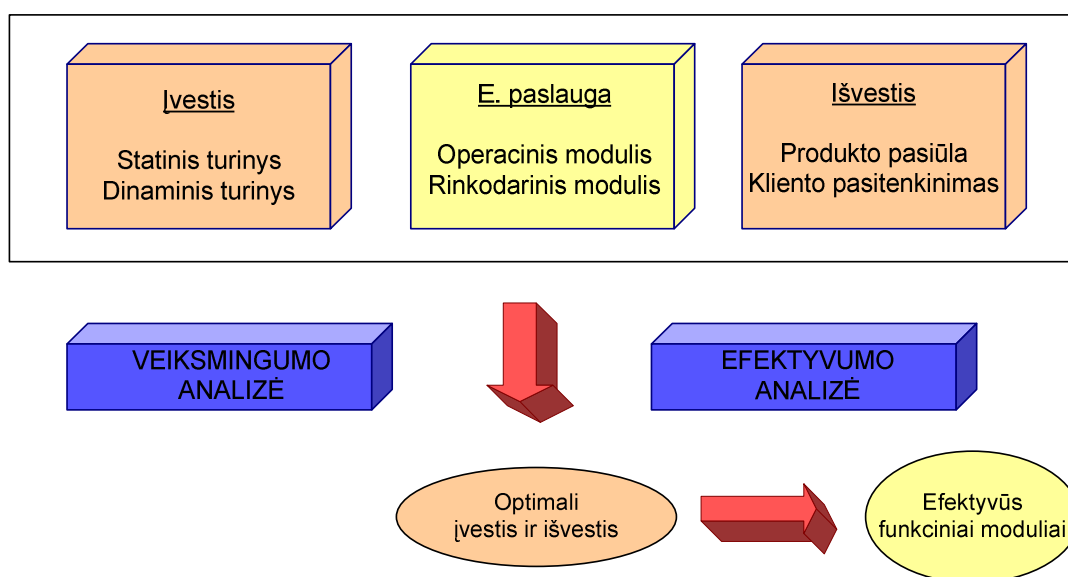 Įvestis
Statinis turinys
Dinaminis turinys
E. paslauga
Operacinis modulis
Rinkodarinis modulis
Išvestis
Produkto pasiūla
Kliento pasitenkinimas
VEIKSMINGUMO
ANALIZĖ
EFEKTYVUMO
ANALIZĖ
Optimali
įvestis ir išvestis
Efektyvūs
funkciniai moduliai